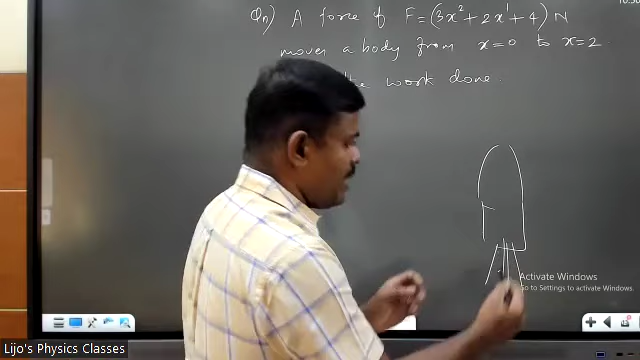 Qn) A force of F = (3x² + 2x¹ + 4) N
moves a body from x=0 to x=2
the work done.
Activate Windows
Go to Settings to activate Windows.
Lijo's Physics Classes